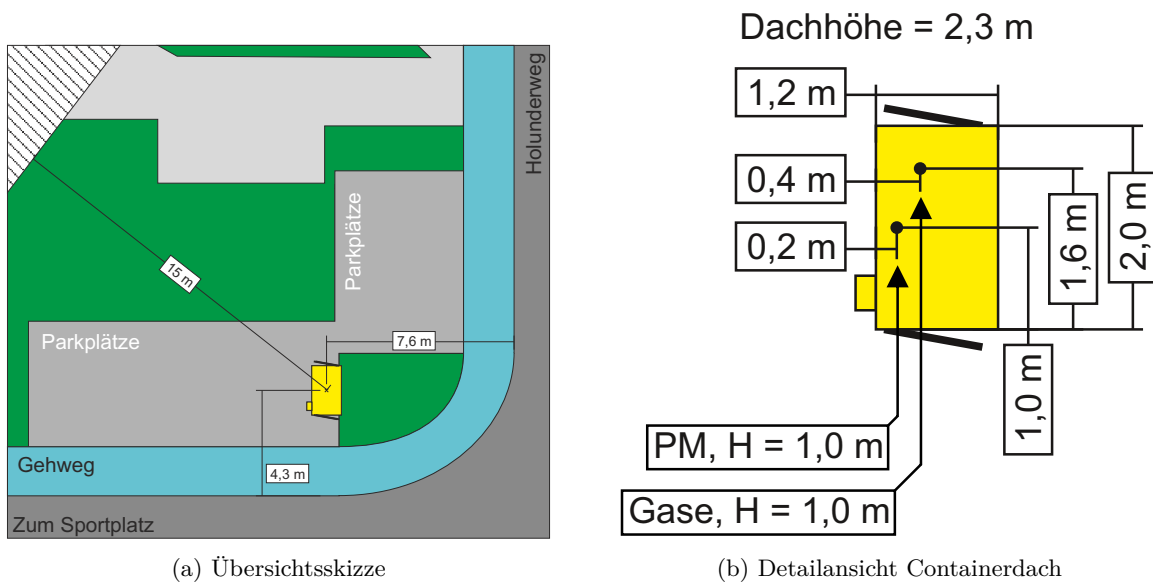 Holunderweg
Parkplätze
15 m
Parkplätze
7,6 m
Gehweg
4,3 m
Zum Sportplatz
(a) Übersichtsskizze
Dachhöhe = 2,3 m
1,2 m
0,4 m
0,2 m
1,6 m
2,0 m
1,0 m
PM, H = 1,0 m
Gase, H = 1,0 m
(b) Detailansicht Containerdach